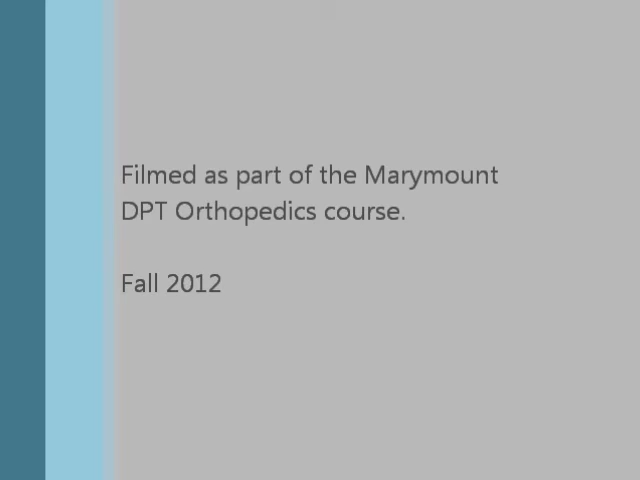 Filmed as part of the Marymount
DPT Orthopedics course.
Fall 2012